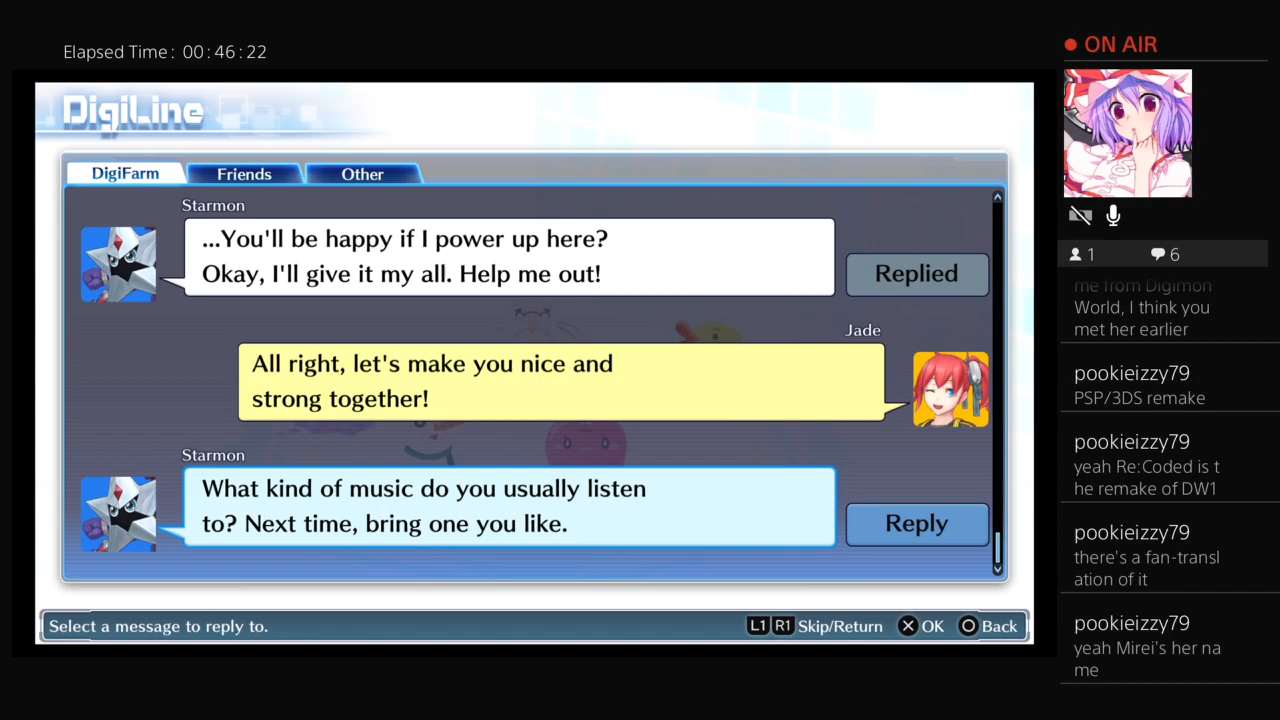 Elapsed Time: 00:46:22
ON AIR
DigiLine
DigiFarm
Friends
Other
Starmon
...You'll be happy if I power up here?
Okay, I'll give it my all. Help me out!
Replied
Jade
All right, let's make you nice and
strong together!
Starmon
What kind of music do you usually listen
to? Next time, bring one you like.
Reply
Select a message to reply to.
L1 R1 Skip/Return
OK
Back
1
6
me from Digimon
World, I think you
met her earlier
pookieizzy79
PSP/3DS remake
pookieizzy79
yeah Re:Coded is t
he remake of DW1
pookieizzy79
there's a fan-transl
ation of it
pookieizzy79
yeah Mirei's her na
me